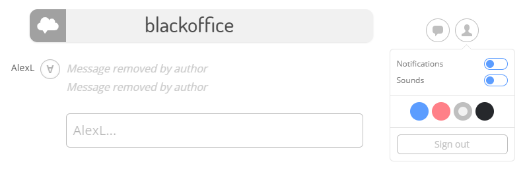 blackoffice
AlexL Ɐ Message removed by author
Message removed by author
AlexL...
Notifications
Sounds
Sign out